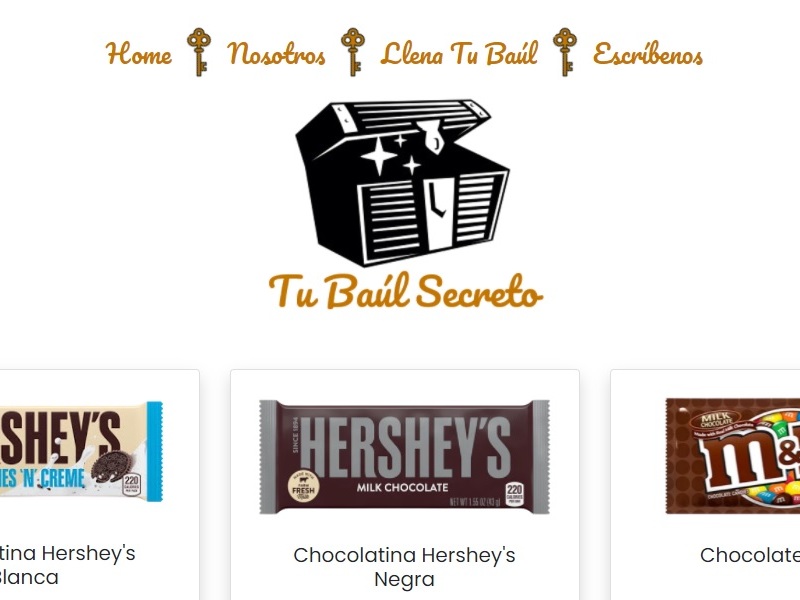 Home Nosotros Llena Tu Baúl Escríbenos
Tu Baúl Secreto
SHEY'S
'N' CREME
220
HERSHEY'S
SINCE 1894
MILK CHOCOLATE
FRESH
NET WT 1.55 OZ (43 g)
220
MILK
CHOCOLATE
m&
tina Hershey's
Blanca
Chocolatina Hershey's
Negra
Chocolate